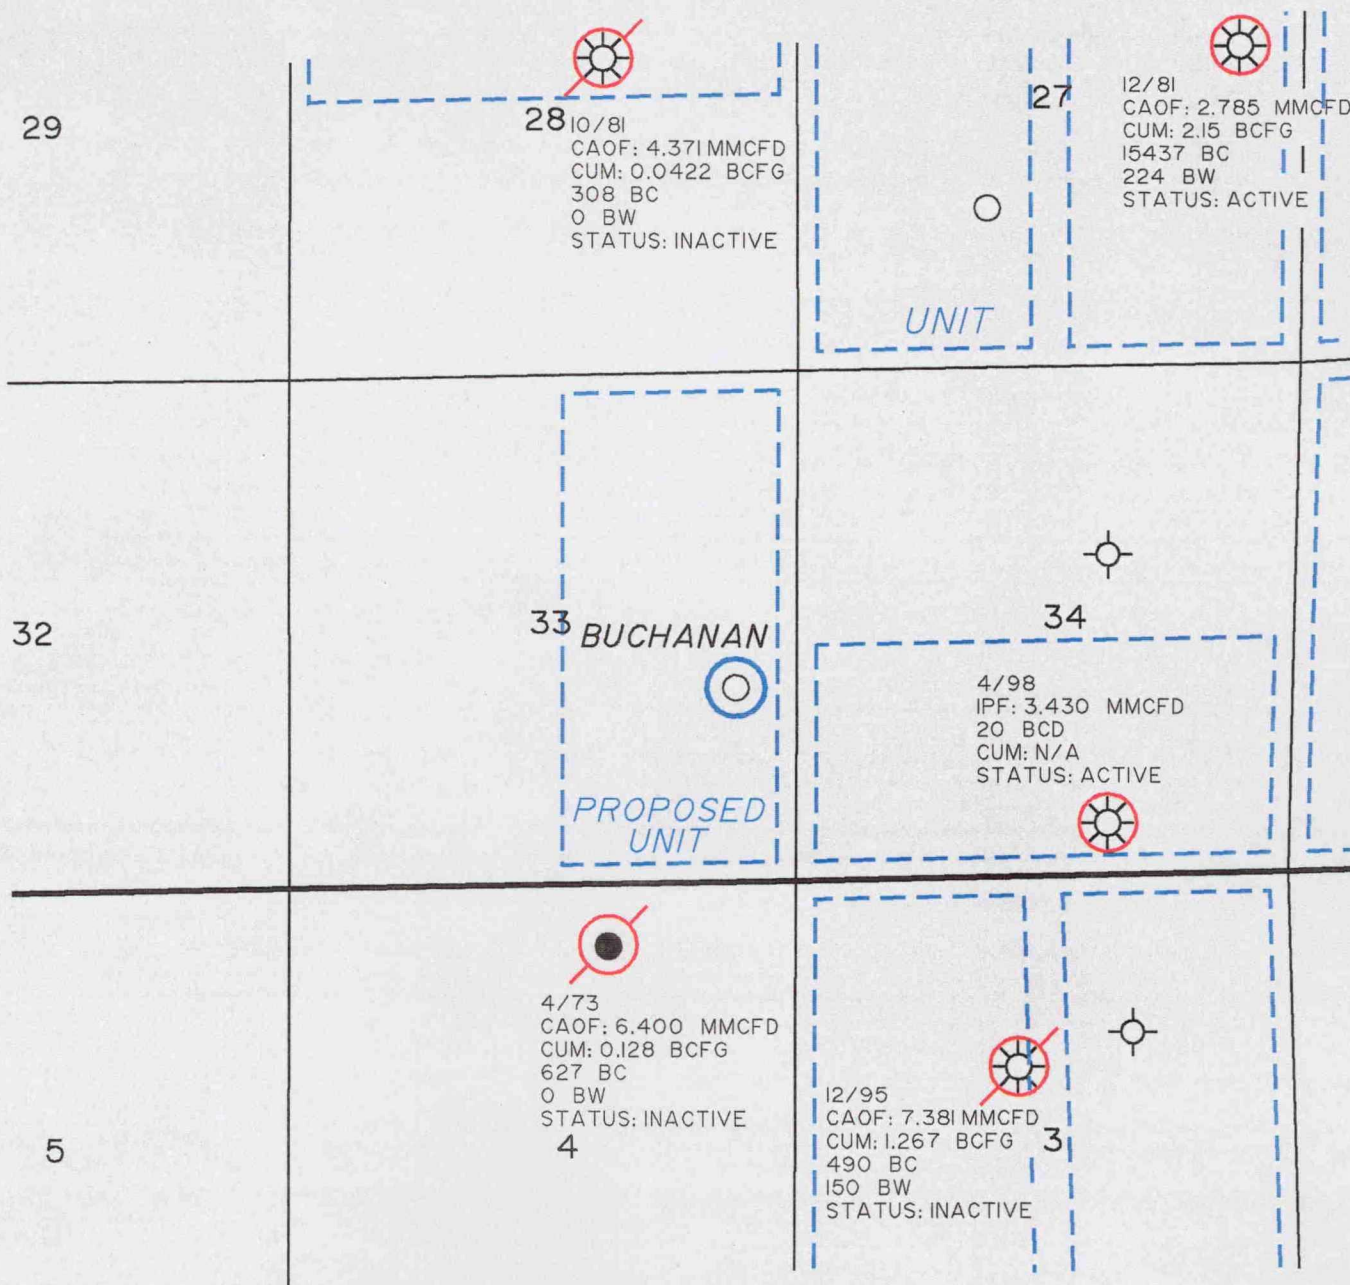 29
28
10/81
CAOF: 4.371 MMCFD
CUM: 0.0422 BCFG
308 BC
0 BW
STATUS: INACTIVE
27
12/81
CAOF: 2.785 MMCFD
CUM: 2.15 BCFG
15437 BC
224 BW
STATUS: ACTIVE
UNIT
32
33
BUCHANAN
PROPOSED
UNIT
34
4/98
IPF: 3.430 MMCFD
20 BCD
CUM: N/A
STATUS: ACTIVE
5
4/73
CAOF: 6.400 MMCFD
CUM: 0.128 BCFG
627 BC
0 BW
STATUS: INACTIVE
4
12/95
CAOF: 7.381 MMCFD
CUM: 1.267 BCFG
490 BC
150 BW
STATUS: INACTIVE
3